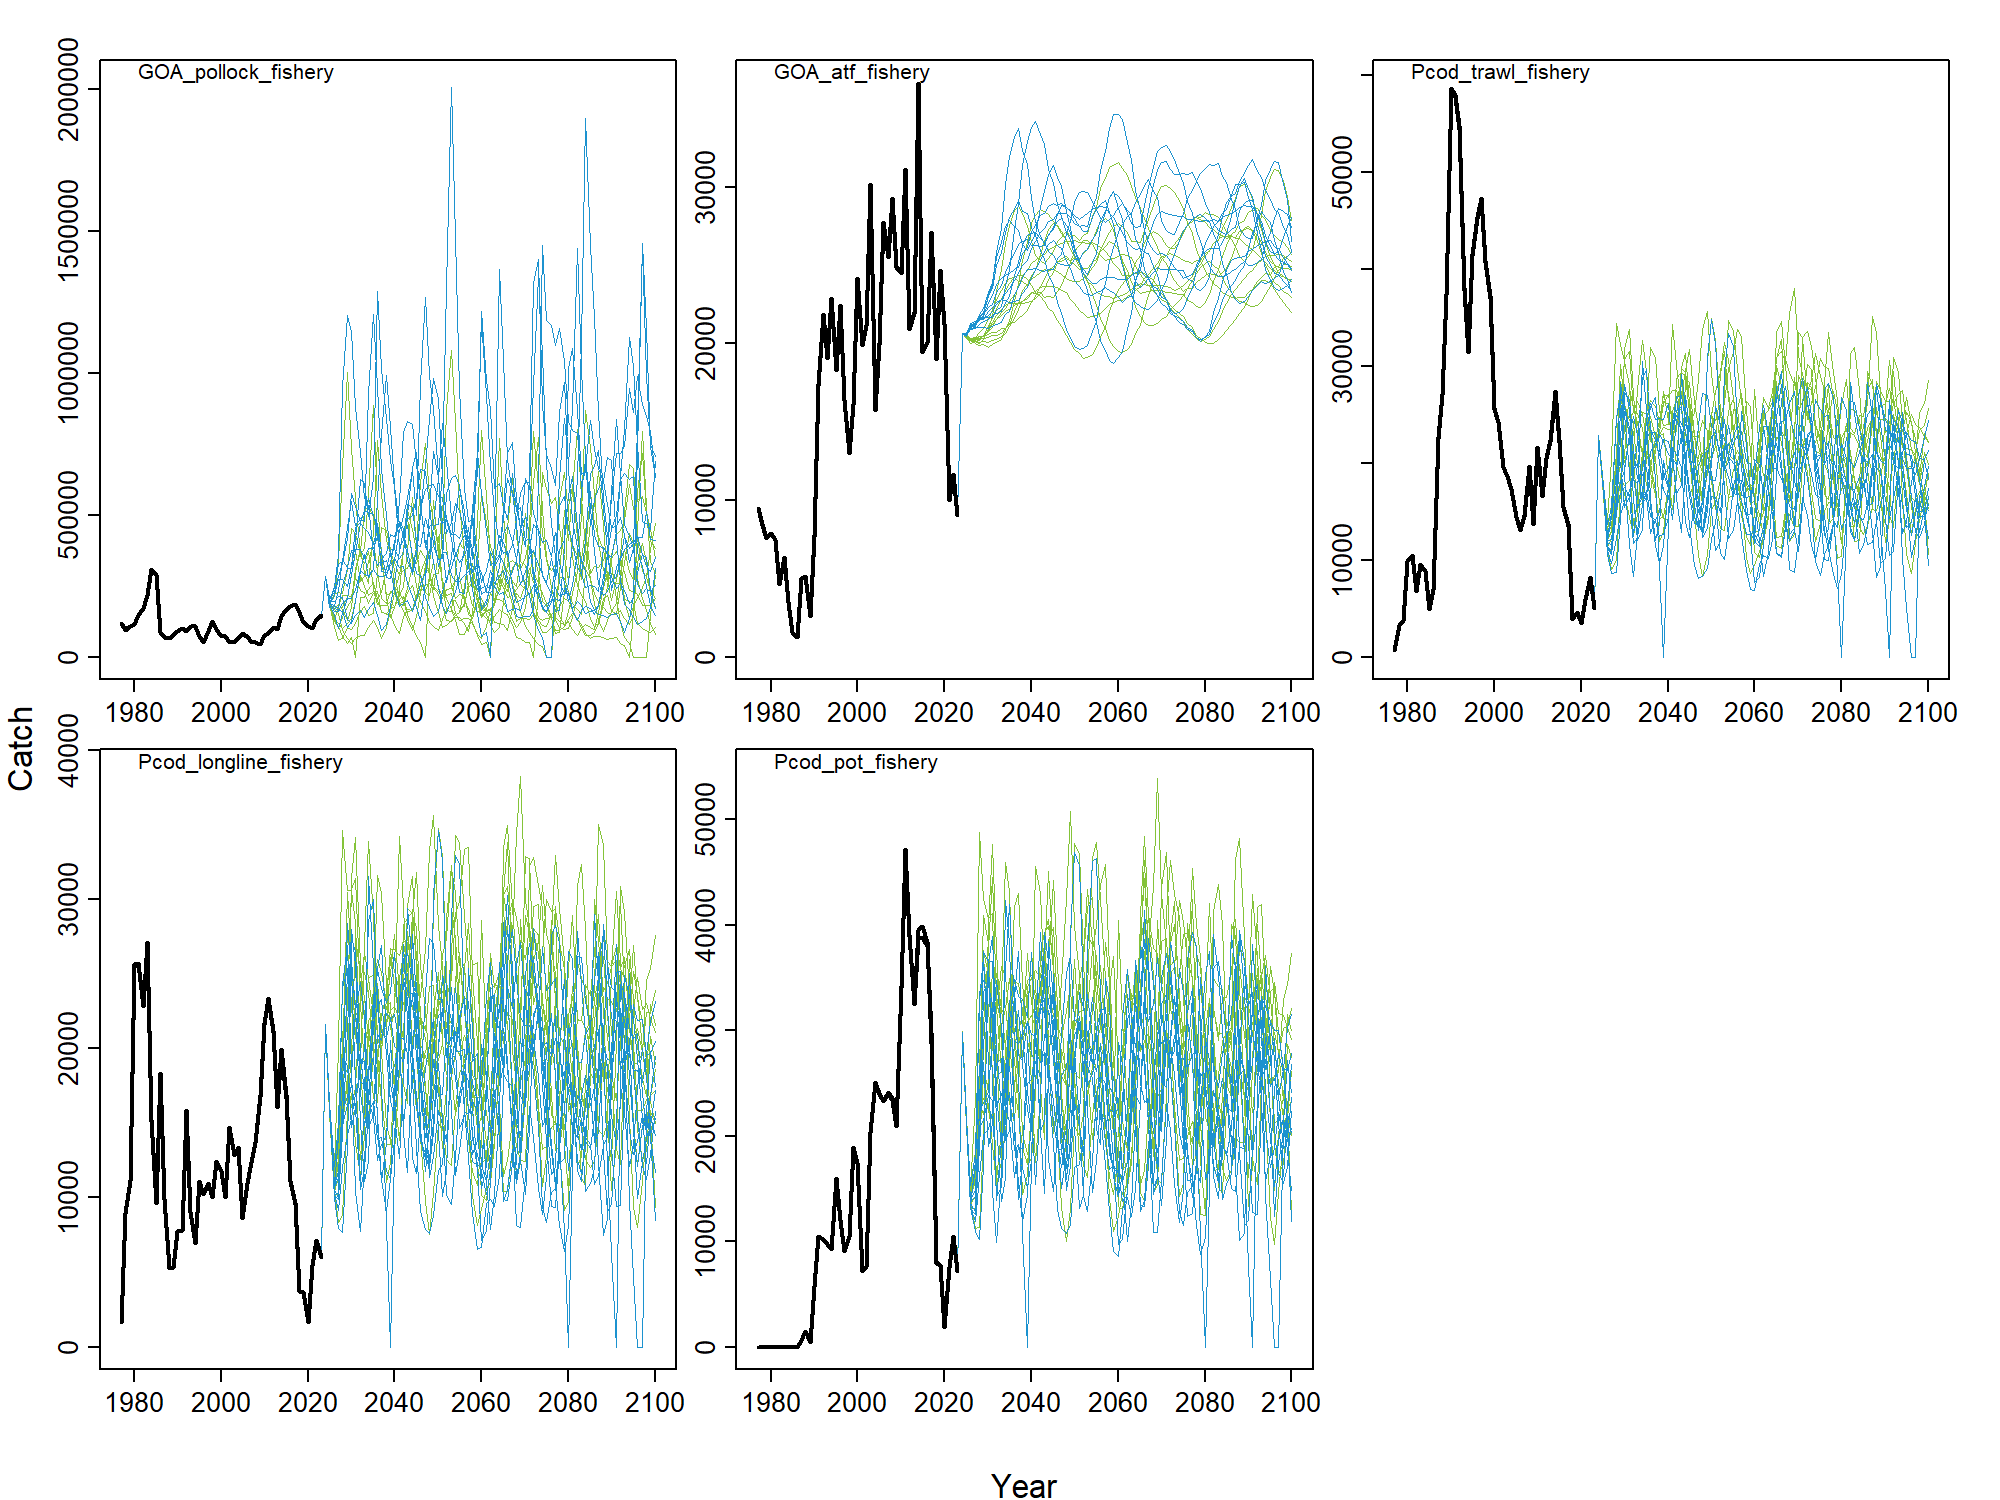 GOA_pollock_fishery
0 500000 1000000 1500000 2000000
1980 2000 2020 2040 2060 2080 2100
GOA_atf_fishery
0 10000 20000 30000
1980 2000 2020 2040 2060 2080 2100
Pcod_trawl_fishery
0 10000 30000 50000
1980 2000 2020 2040 2060 2080 2100
Catch
Pcod_longline_fishery
0 10000 20000 30000 40000
1980 2000 2020 2040 2060 2080 2100
Pcod_pot_fishery
0 10000 20000 30000 40000 50000
1980 2000 2020 2040 2060 2080 2100
Year